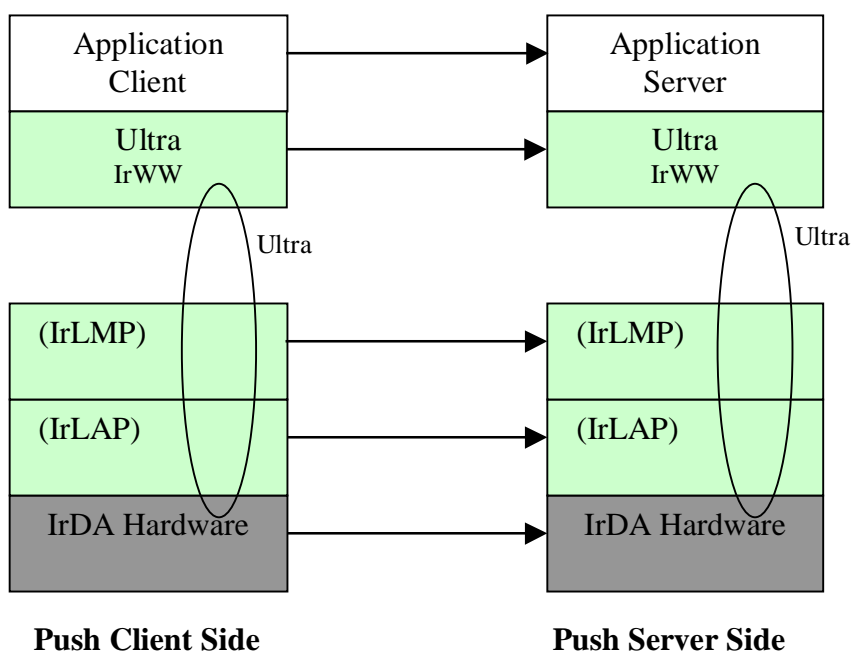 Application
Client
Application
Server
Ultra
IrWW
Ultra
IrWW
Ultra
Ultra
(IrLMP)
(IrLMP)
(IrLAP)
(IrLAP)
IrDA Hardware
IrDA Hardware
Push Client Side
Push Server Side